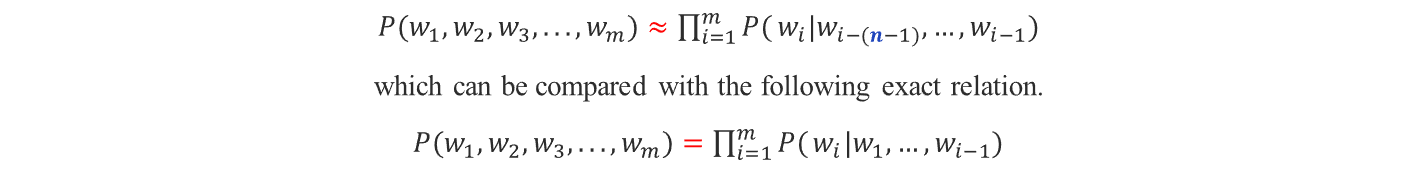 P(w₁, w₂, w₃, . . . , wₘ) ≈ ∏ᵢ₌₁ᵐ P( wᵢ|wᵢ₋₍ₙ₋₁₎, … , wᵢ₋₁)
which can be compared with the following exact relation.
P(w₁, w₂, w₃, . . . , wₘ) = ∏ᵢ₌₁ᵐ P( wᵢ|w₁, … , wᵢ₋₁)